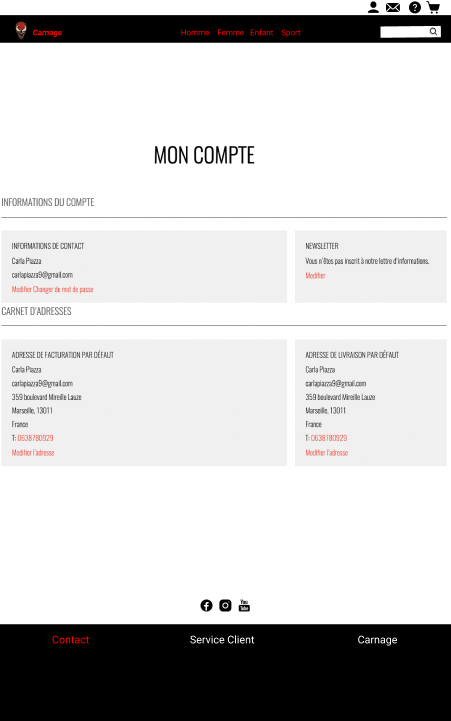 Carnage
Homme Femme Enfant Sport
MON COMPTE
INFORMATIONS DU COMPTE
INFORMATIONS DE CONTACT
Carla Piazza
carlapiazza9@gmail.com
Modifier Changer de mot de passe
NEWSLETTER
Vous n'êtes pas inscrit à notre lettre d'informations.
Modifier
CARNET D'ADRESSES
ADRESSE DE FACTURATION PAR DÉFAUT
Carla Piazza
carlapiazza9@gmail.com
359 boulevard Mireille Lauze
Marseille, 13011
France
T: 0638780929
Modifier l'adresse
ADRESSE DE LIVRAISON PAR DÉFAUT
Carla Piazza
carlapiazza9@gmail.com
359 boulevard Mireille Lauze
Marseille, 13011
France
T: 0638780929
Modifier l'adresse
You Tube
Contact Service Client Carnage